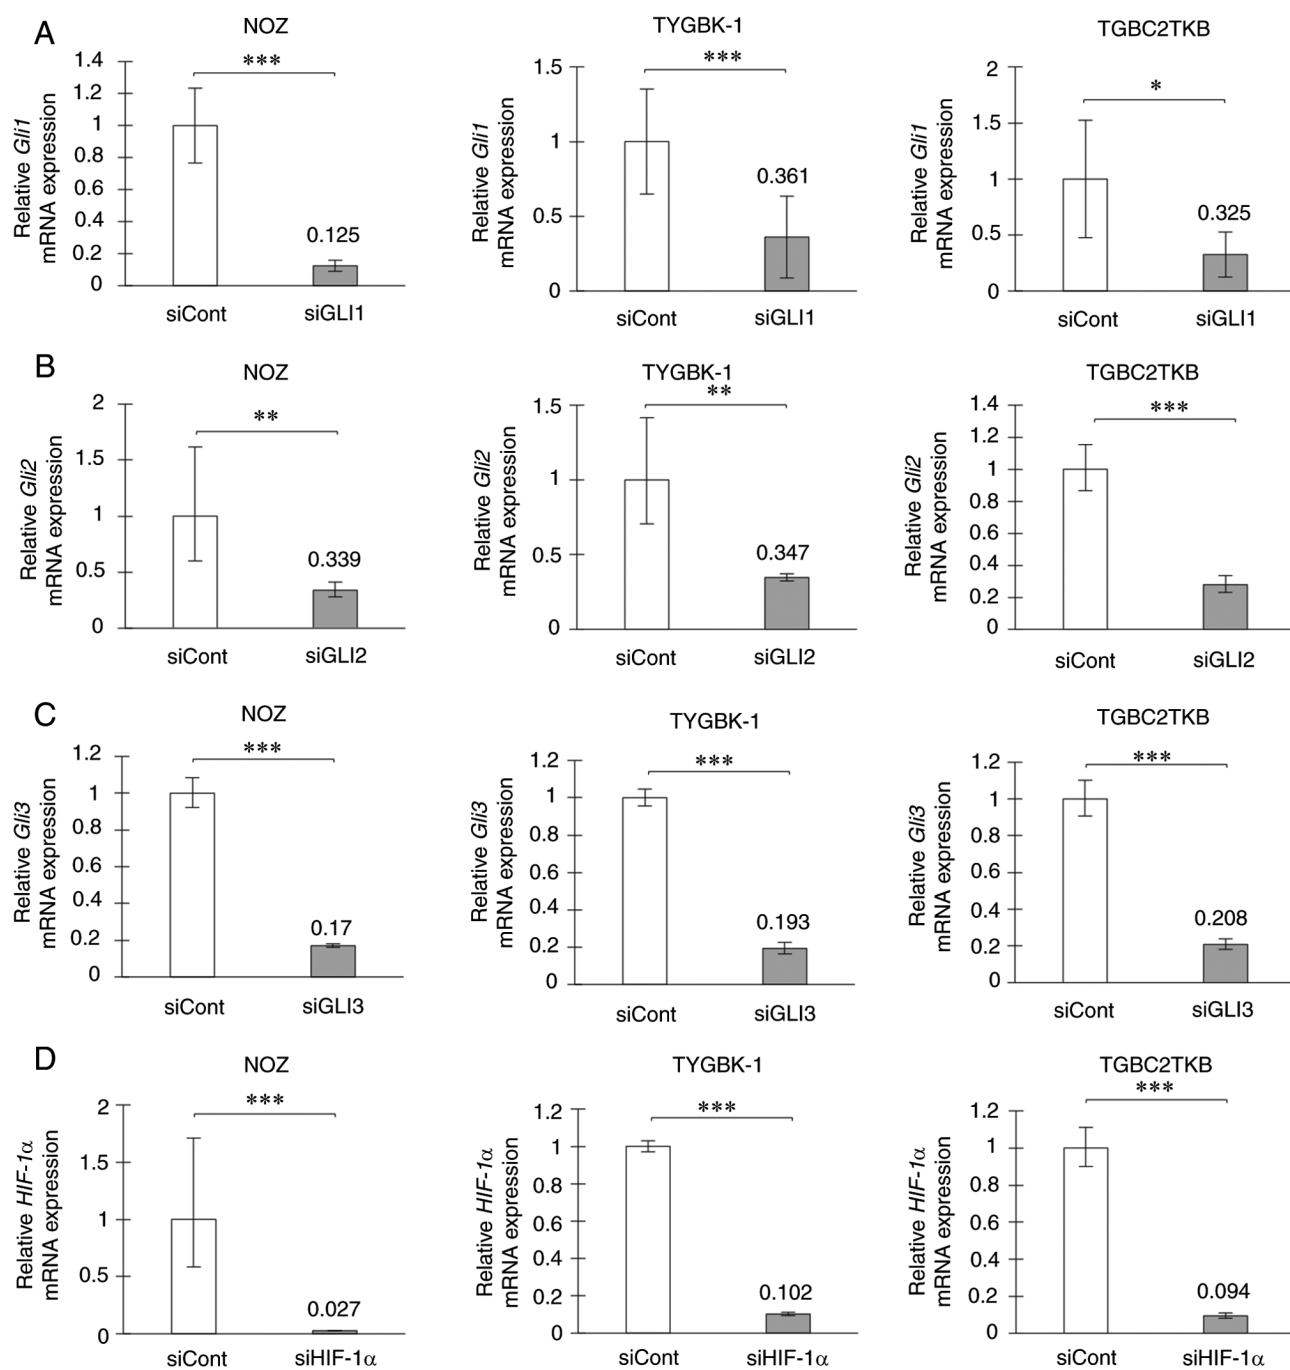 A
NOZ
***
Relative Gli1
mRNA expression
1.4
1.2
1
0.8
0.6
0.4
0.2
0
0.125
siCont
siGLI1
TYGBK-1
***
Relative Gli1
mRNA expression
1.5
1
0.5
0
0.361
siCont
siGLI1
TGBC2TKB
*
Relative Gli1
mRNA expression
2
1.5
1
0.5
0
0.325
siCont
siGLI1
B
NOZ
**
Relative Gli2
mRNA expression
2
1.5
1
0.5
0
0.339
siCont
siGLI2
TYGBK-1
**
Relative Gli2
mRNA expression
1.5
1
0.5
0
0.347
siCont
siGLI2
TGBC2TKB
***
Relative Gli2
mRNA expression
1.4
1.2
1
0.8
0.6
0.4
0.2
0
siCont
siGLI2
C
NOZ
***
Relative Gli3
mRNA expression
1.2
1
0.8
0.6
0.4
0.2
0
0.17
siCont
siGLI3
TYGBK-1
***
Relative Gli3
mRNA expression
1.2
1
0.8
0.6
0.4
0.2
0
0.193
siCont
siGLI3
TGBC2TKB
***
Relative Gli3
mRNA expression
1.2
1
0.8
0.6
0.4
0.2
0
0.208
siCont
siGLI3
D
NOZ
***
Relative HIF-1α
mRNA expression
2
1.5
1
0.5
0
0.027
siCont
siHIF-1α
TYGBK-1
***
Relative HIF-1α
mRNA expression
1.2
1
0.8
0.6
0.4
0.2
0
0.102
siCont
siHIF-1α
TGBC2TKB
***
Relative HIF-1α
mRNA expression
1.2
1
0.8
0.6
0.4
0.2
0
0.094
siCont
siHIF-1α